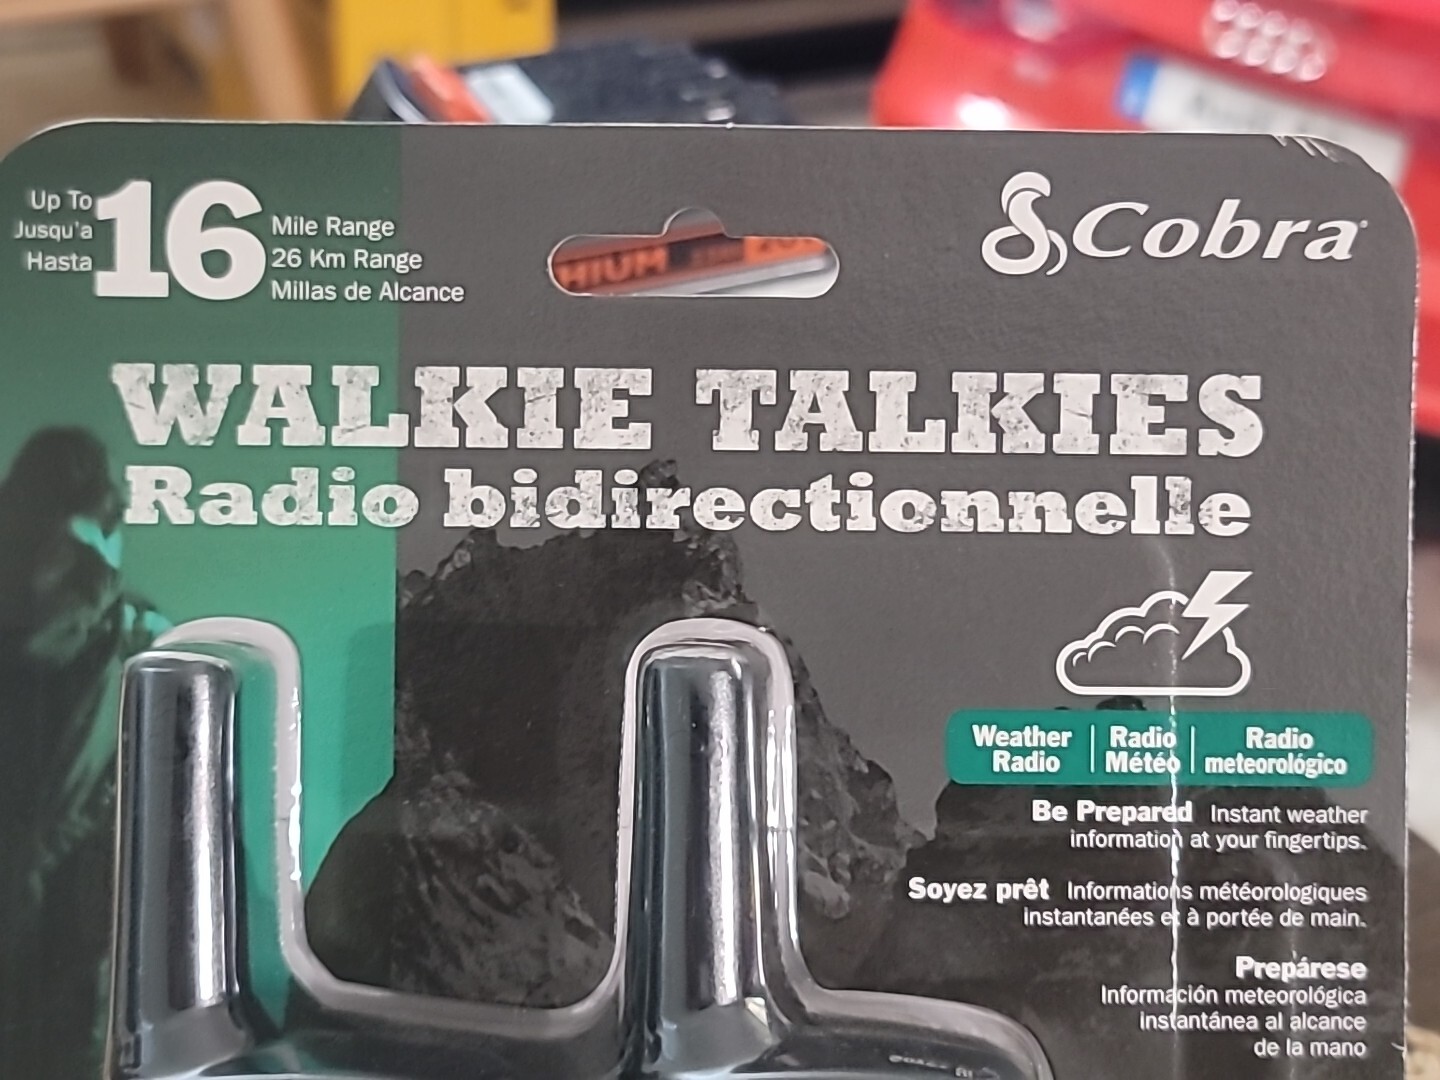 Up To
Jusqu'a
Hasta
16
Mile Range
26 Km Range
Millas de Alcance
Cobra
WALKIE TALKIES
Radio bidirectionnelle
Weather
Radio
Radio
Météo
Radio
meteorológico
Be Prepared Instant weather
information at your fingertips.
Soyez prêt Informations météorologiques
instantanées et à portée de main.
Prepárese
Información meteorológica
instantánea al alcance
de la mano